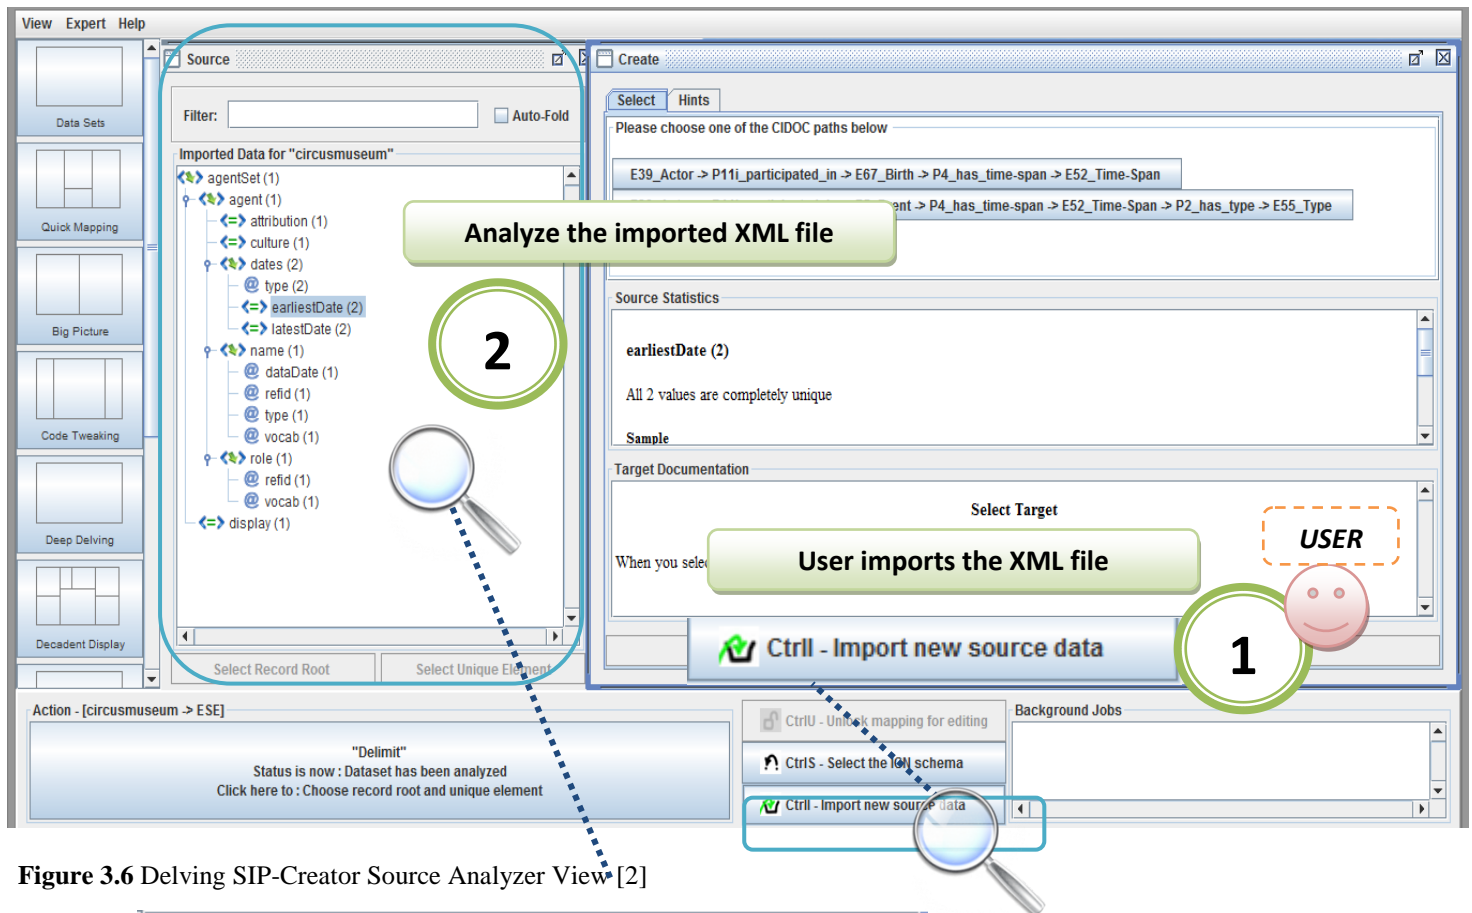 View Expert Help
Data Sets
Quick Mapping
Big Picture
Code Tweaking
Deep Delving
Decadent Display
Source
Filter:
Auto-Fold
Imported Data for "circusmuseum"
agentSet (1)
agent (1)
attribution (1)
culture (1)
dates (2)
@ type (2)
earliestDate (2)
latestDate (2)
name (1)
@ dataDate (1)
@ refid (1)
@ type (1)
@ vocab (1)
role (1)
@ refid (1)
@ vocab (1)
display (1)
Select Record Root
Select Unique Element
Create
Select Hints
Please choose one of the CIDOC paths below
E39_Actor -> P11i_participated_in -> E67_Birth -> P4_has_time-span -> E52_Time-Span
-> P4_has_time-span -> E52_Time-Span -> P2_has_type -> E55_Type
Analyze the imported XML file
2
Source Statistics
earliestDate (2)
All 2 values are completely unique
Sample
Target Documentation
Select Target
When you
User imports the XML file
USER
1
CtrlI - Import new source data
Action - [circusmuseum -> ESE]
"Delimit"
Status is now : Dataset has been analyzed
Click here to : Choose record root and unique element
CtrlU - Unlock mapping for editing
CtrlS - Select the ICN schema
CtrlI - Import new source data
Background Jobs
Figure 3.6 Delving SIP-Creator Source Analyzer View [2]